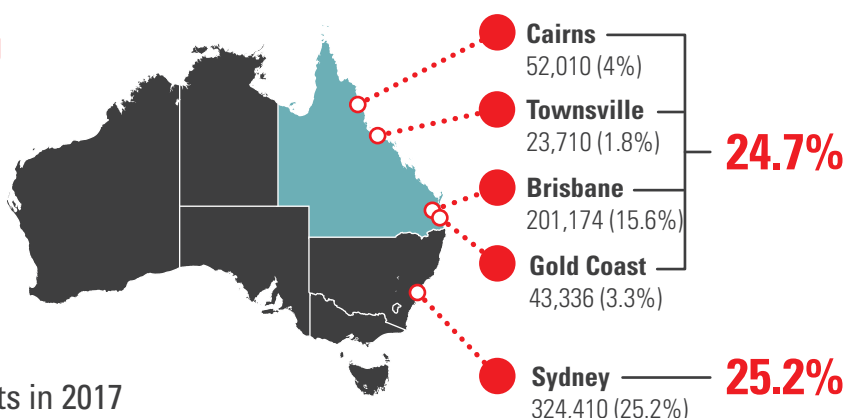 Cairns
52,010 (4%)
Townsville
23,710 (1.8%)
24.7%
Brisbane
201,174 (15.6%)
Gold Coast
43,336 (3.3%)
Sydney
324,410 (25.2%)
25.2%
in 2017